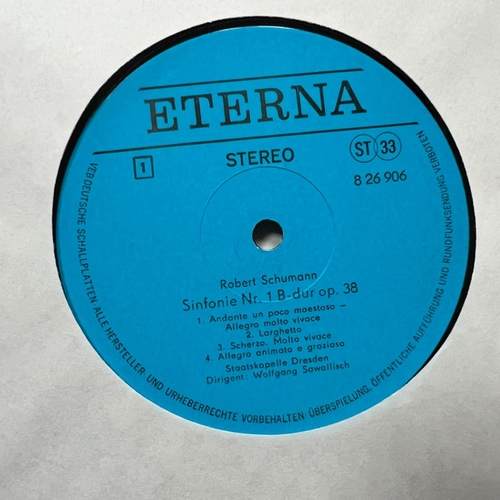 ETERNA
1
STEREO
ST 33
8 26 906
Robert Schumann
Sinfonie Nr. 1 B-dur op. 38
1. Andante un poco maestoso –
Allegro molto vivace
2. Larghetto
3. Scherzo. Molto vivace
4. Allegro animato e grazioso
Staatskapelle Dresden
Dirigent: Wolfgang Sawallisch
VEB DEUTSCHE SCHALLPLATTEN ALLE HERSTELLER- UND URHEBERRECHTE VORBEHALTEN · ÜBERSPIELUNG, ÖFFENTLICHE AUFFÜHRUNG UND RUNDFUNKSENDUNG VERBOTEN